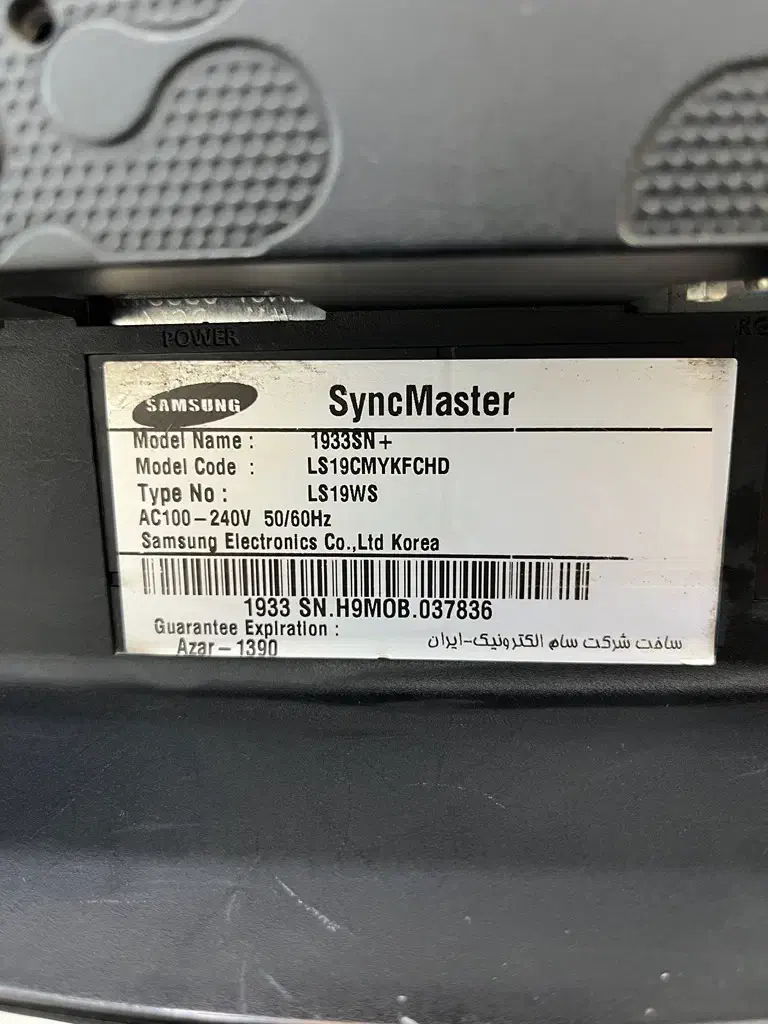 POWER
SAMSUNG
SyncMaster
Model Name : 1933SN+
Model Code : LS19CMYKFCHD
Type No : LS19WS
AC100-240V 50/60Hz
Samsung Electronics Co.,Ltd Korea
1933 SN.H9MOB.037836
Guarantee Expiration :
Azar - 1390
ساخت شرکت سام الکترونیک-ایران